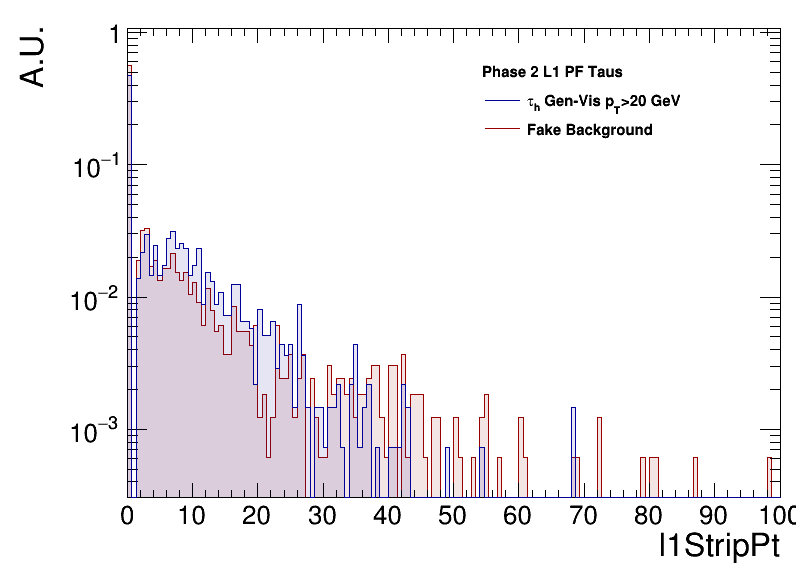 A.U.
1
10⁻¹
10⁻²
10⁻³
Phase 2 L1 PF Taus
τh Gen-Vis pT>20 GeV
Fake Background
0 10 20 30 40 50 60 70 80 90 100
l1StripPt